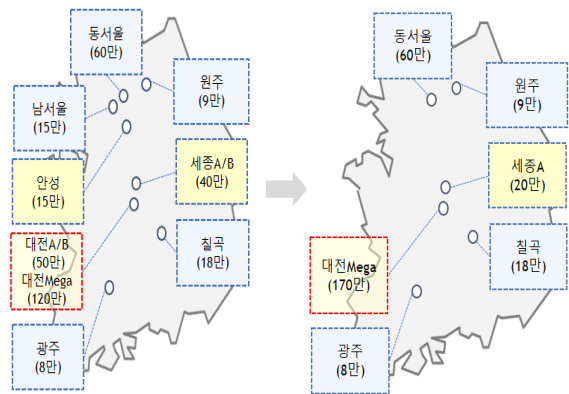 동서울
(60만)
원주
(9만)
남서울
(15만)
안성
(15만)
세종A/B
(40만)
대전A/B
(50만)
대전Mega
(120만)
칠곡
(18만)
광주
(8만)
동서울
(60만)
원주
(9만)
세종A
(20만)
대전Mega
(170만)
칠곡
(18만)
광주
(8만)